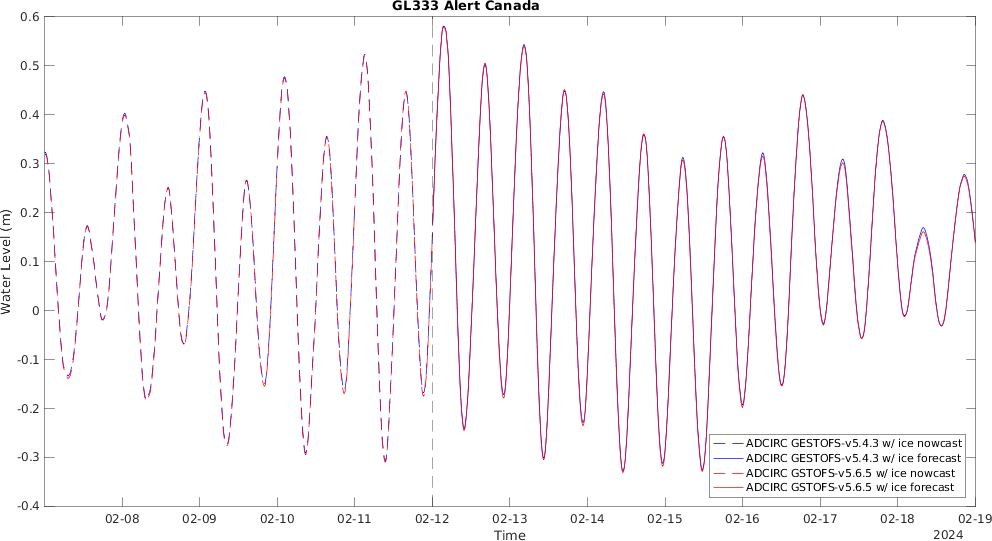 GL333 Alert Canada
Water Level (m)
0.6
0.5
0.4
0.3
0.2
0.1
0
-0.1
-0.2
-0.3
-0.4
ADCIRC GESTOFS-v5.4.3 w/ ice nowcast
ADCIRC GESTOFS-v5.4.3 w/ ice forecast
ADCIRC GSTOFS-v5.6.5 w/ ice nowcast
ADCIRC GSTOFS-v5.6.5 w/ ice forecast
02-08 02-09 02-10 02-11 02-12 02-13 02-14 02-15 02-16 02-17 02-18 02-19
Time
2024